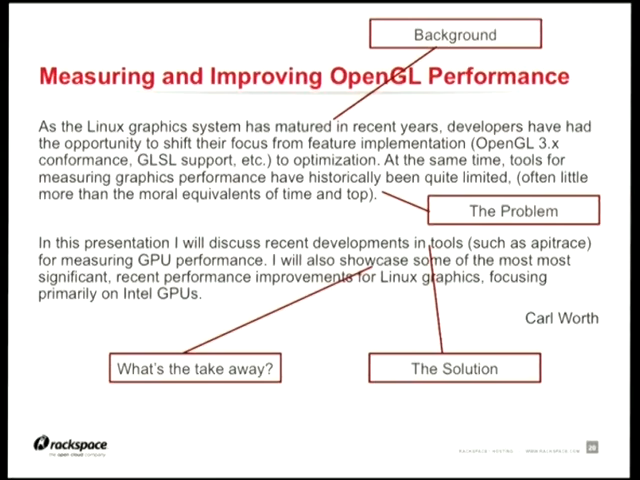 Background
Measuring and Improving OpenGL Performance
As the Linux graphics system has matured in recent years, developers have had
the opportunity to shift their focus from feature implementation (OpenGL 3.x
conformance, GLSL support, etc.) to optimization. At the same time, tools for
measuring graphics performance have historically been quite limited, (often little
more than the moral equivalents of time and top).
The Problem
In this presentation I will discuss recent developments in tools (such as apitrace)
for measuring GPU performance. I will also showcase some of the most most
significant, recent performance improvements for Linux graphics, focusing
primarily on Intel GPUs.
Carl Worth
What's the take away?
The Solution
rackspace
the open cloud company
RACKSPACE HOSTING WWW.RACKSPACE.COM